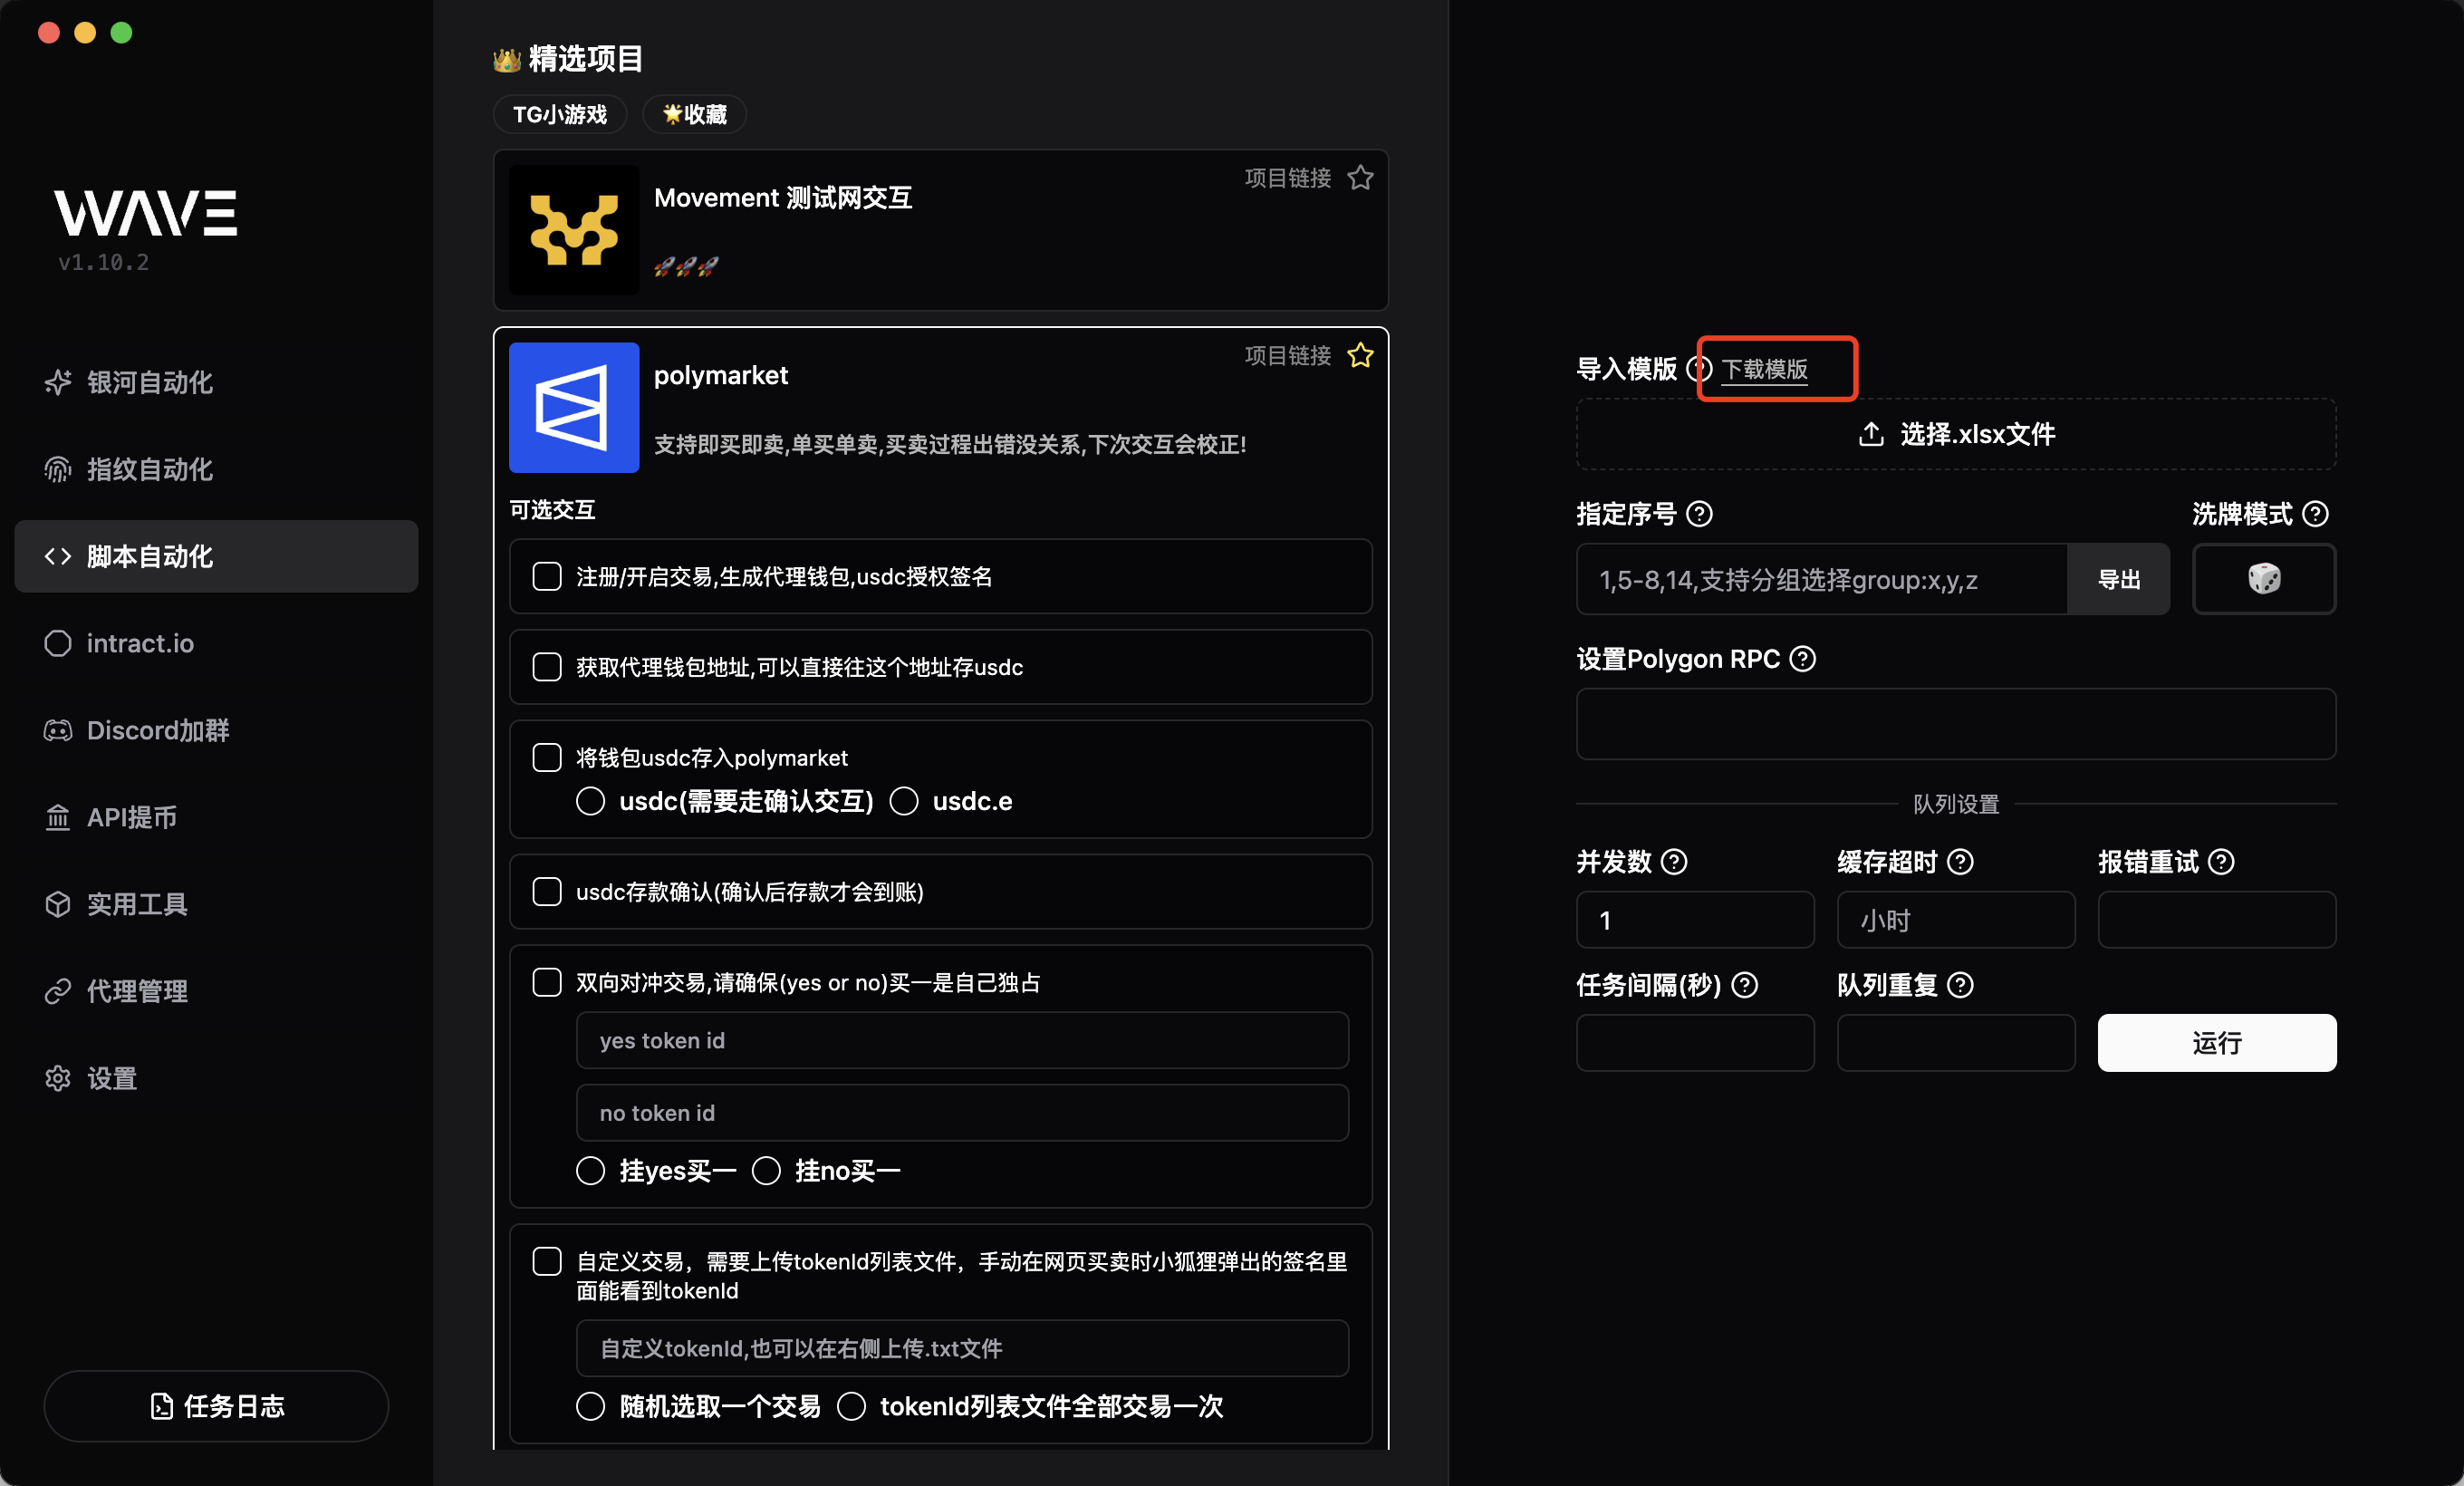 WAVE
v1.10.2
银河自动化
指纹自动化
脚本自动化
intract.io
Discord加群
API提币
实用工具
代理管理
设置
任务日志
精选项目
TG小游戏
收藏
Movement 测试网交互
项目链接
polymarket
项目链接
支持即买即卖,单买单卖,买卖过程出错没关系,下次交互会校正!
可选交互
注册/开启交易,生成代理钱包,usdc授权签名
获取代理钱包地址,可以直接往这个地址存usdc
将钱包usdc存入polymarket
usdc(需要走确认交互) usdc.e
usdc存款确认(确认后存款才会到账)
双向对冲交易,请确保(yes or no)买一是自己独占
yes token id
no token id
挂yes买一 挂no买一
自定义交易，需要上传tokenId列表文件，手动在网页买卖时小狐狸弹出的签名里
面能看到tokenId
自定义tokenId,也可以在右侧上传.txt文件
随机选取一个交易 tokenId列表文件全部交易一次
导入模版 下载模版
选择.xlsx文件
指定序号 洗牌模式
1,5-8,14,支持分组选择group:x,y,z 导出
设置Polygon RPC
队列设置
并发数 缓存超时 报错重试
1 小时
任务间隔(秒) 队列重复
运行